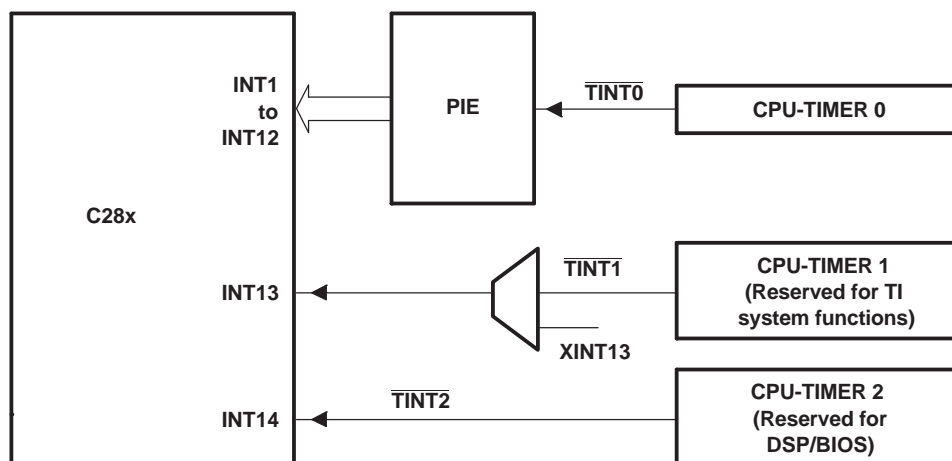 INT1
to
INT12
PIE
TINT0
CPU-TIMER 0
C28x
INT13
TINT1
XINT13
CPU-TIMER 1
(Reserved for TI
system functions)
INT14
TINT2
CPU-TIMER 2
(Reserved for
DSP/BIOS)